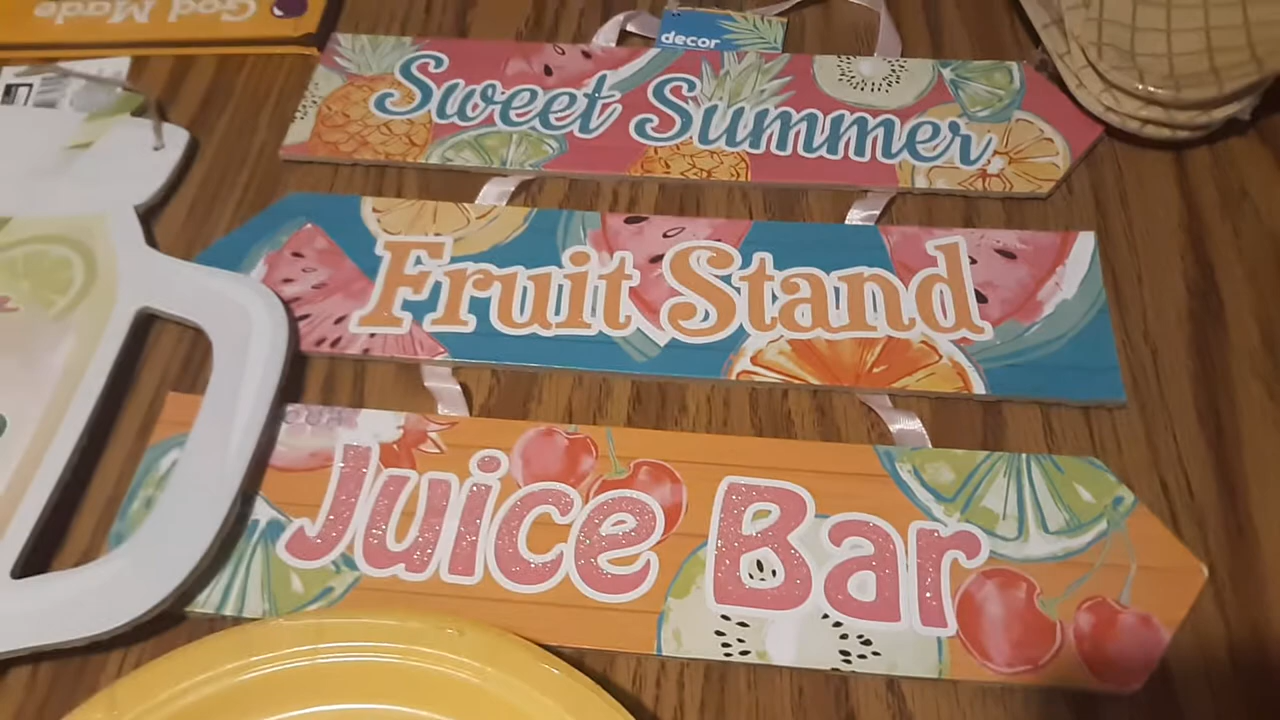 God Made
decor
Sweet Summer
Fruit Stand
Juice Bar